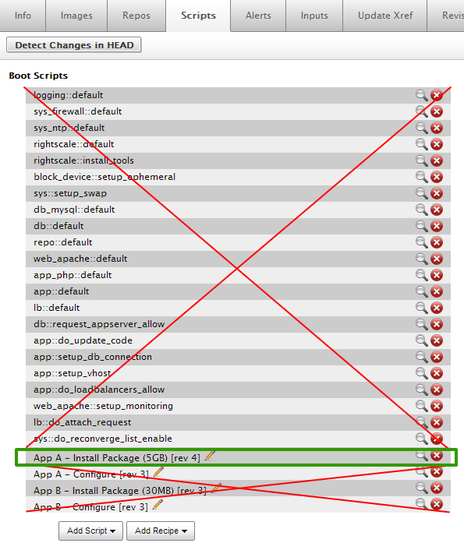 Info Images Repos Scripts Alerts Inputs Update Xref Revis
Detect Changes in HEAD
Boot Scripts
logging::default
sys_firewall::default
sys_ntp::default
rightscale::default
rightscale::install_tools
block_device::setup_ephemeral
sys::setup_swap
db_mysql::default
db::default
repo::default
web_apache::default
app_php::default
app::default
lb::default
db::request_appserver_allow
app::do_update_code
app::setup_db_connection
app::setup_vhost
app::do_loadbalancers_allow
web_apache::setup_monitoring
lb::do_attach_request
sys::do_reconverge_list_enable
App A - Install Package (5GB) [rev 4]
App A - Configure [rev 3]
App B - Install Package (30MB) [rev 3]
App B - Configure [rev 3]
Add Script Add Recipe